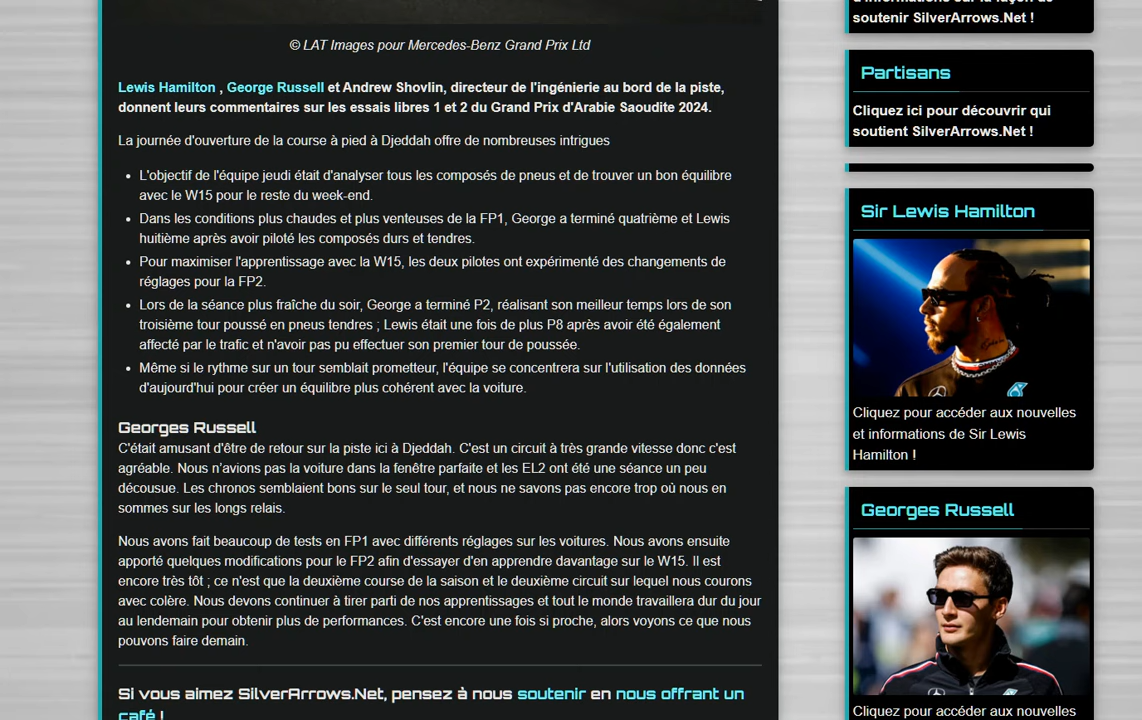 © LAT Images pour Mercedes-Benz Grand Prix Ltd
Lewis Hamilton , George Russell et Andrew Shovlin, directeur de l'ingénierie au bord de la piste,
donnent leurs commentaires sur les essais libres 1 et 2 du Grand Prix d'Arabie Saoudite 2024.
La journée d'ouverture de la course à pied à Djeddah offre de nombreuses intrigues
• L'objectif de l'équipe jeudi était d'analyser tous les composés de pneus et de trouver un bon équilibre
avec le W15 pour le reste du week-end.
• Dans les conditions plus chaudes et plus venteuses de la FP1, George a terminé quatrième et Lewis
huitième après avoir piloté les composés durs et tendres.
• Pour maximiser l'apprentissage avec la W15, les deux pilotes ont expérimenté des changements de
réglages pour la FP2.
• Lors de la séance plus fraîche du soir, George a terminé P2, réalisant son meilleur temps lors de son
troisième tour poussé en pneus tendres ; Lewis était une fois de plus P8 après avoir été également
affecté par le trafic et n'avoir pas pu effectuer son premier tour de poussée.
• Même si le rythme sur un tour semblait prometteur, l'équipe se concentrera sur l'utilisation des données
d'aujourd'hui pour créer un équilibre plus cohérent avec la voiture.
Georges Russell
C'était amusant d'être de retour sur la piste ici à Djeddah. C'est un circuit à très grande vitesse donc c'est
agréable. Nous n'avions pas la voiture dans la fenêtre parfaite et les EL2 ont été une séance un peu
décousue. Les chronos semblaient bons sur le seul tour, et nous ne savons pas encore trop où nous en
sommes sur les longs relais.
Nous avons fait beaucoup de tests en FP1 avec différents réglages sur les voitures. Nous avons ensuite
apporté quelques modifications pour le FP2 afin d'essayer d'en apprendre davantage sur le W15. Il est
encore très tôt ; ce n'est que la deuxième course de la saison et le deuxième circuit sur lequel nous courons
avec colère. Nous devons continuer à tirer parti de nos apprentissages et tout le monde travaillera dur du jour
au lendemain pour obtenir plus de performances. C'est encore une fois si proche, alors voyons ce que nous
pouvons faire demain.
Si vous aimez SilverArrows.Net, pensez à nous soutenir en nous offrant un
café !
d'informations sur la façon de
soutenir SilverArrows.Net !
Partisans
Cliquez ici pour découvrir qui
soutient SilverArrows.Net !
Sir Lewis Hamilton
Cliquez pour accéder aux nouvelles
et informations de Sir Lewis
Hamilton !
Georges Russell
Cliquez pour accéder aux nouvelles